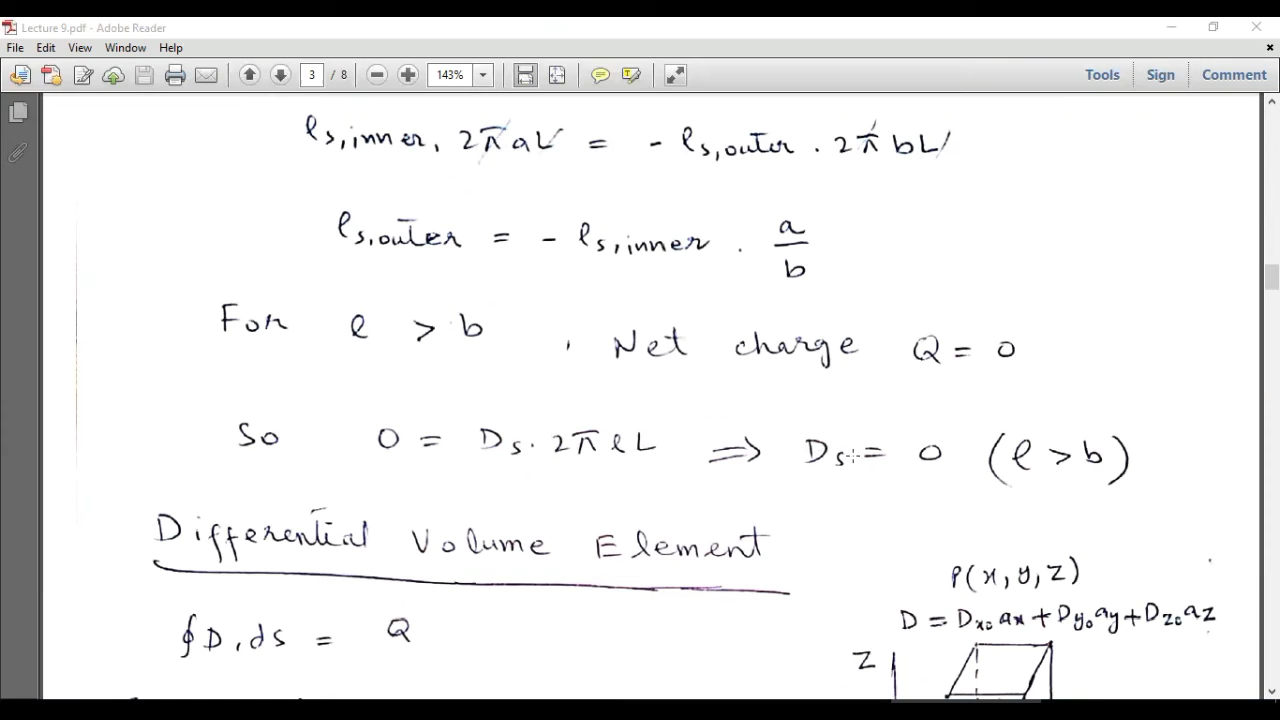 Lecture 9.pdf - Adobe Reader
File Edit View Window Help
3 / 8 143% Tools Sign Comment
ρs,inner . 2πaL = - ρs,outer . 2πbL
ρs,outer = - ρs,inner . a/b
For ρ > b , Net charge Q = 0
So 0 = Ds . 2πρL ⇒ Ds = 0 (ρ > b)
Differential Volume Element
P(x, y, z)
D = Dx0 ax + Dy0 ay + Dz0 az
∮ D . ds = Q
Z